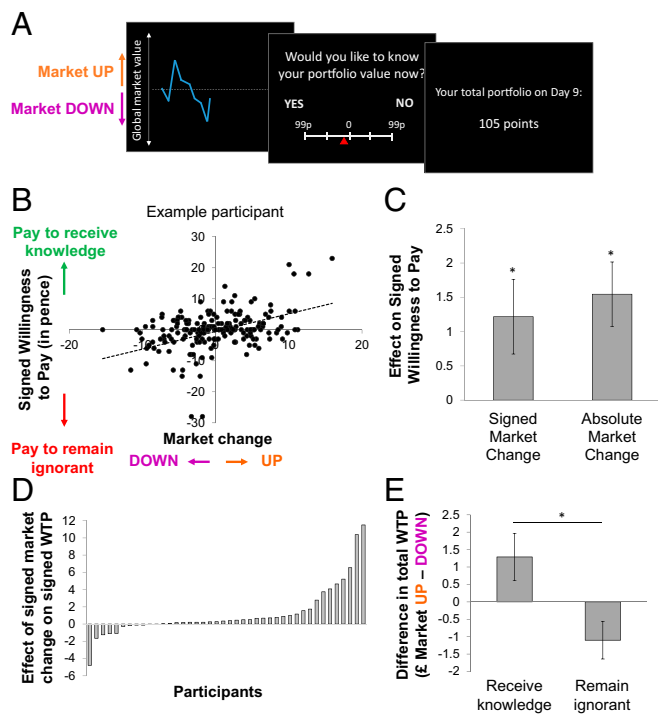 A
Market UP
Market DOWN
Global market value
Would you like to know
your portfolio value now?
YES NO
99p 0 99p
Your total portfolio on Day 9:
105 points
B
Example participant
Pay to receive
knowledge
Signed Willingness
to Pay (in pence)
Pay to remain
ignorant
30
20
10
0
-10
-20
-30
-20 -10 0 10 20
Market change
DOWN UP
C
Effect on Signed
Willingness to Pay
2.5
2
1.5
1
0.5
0
* *
Signed
Market
Change
Absolute
Market
Change
D
Effect of signed market
change on signed WTP
12
10
8
6
4
2
0
-2
-4
-6
Participants
E
Difference in total WTP
(£ Market UP – DOWN)
2.5
2
1.5
1
0.5
0
-0.5
-1
-1.5
-2
*
Receive
knowledge
Remain
ignorant